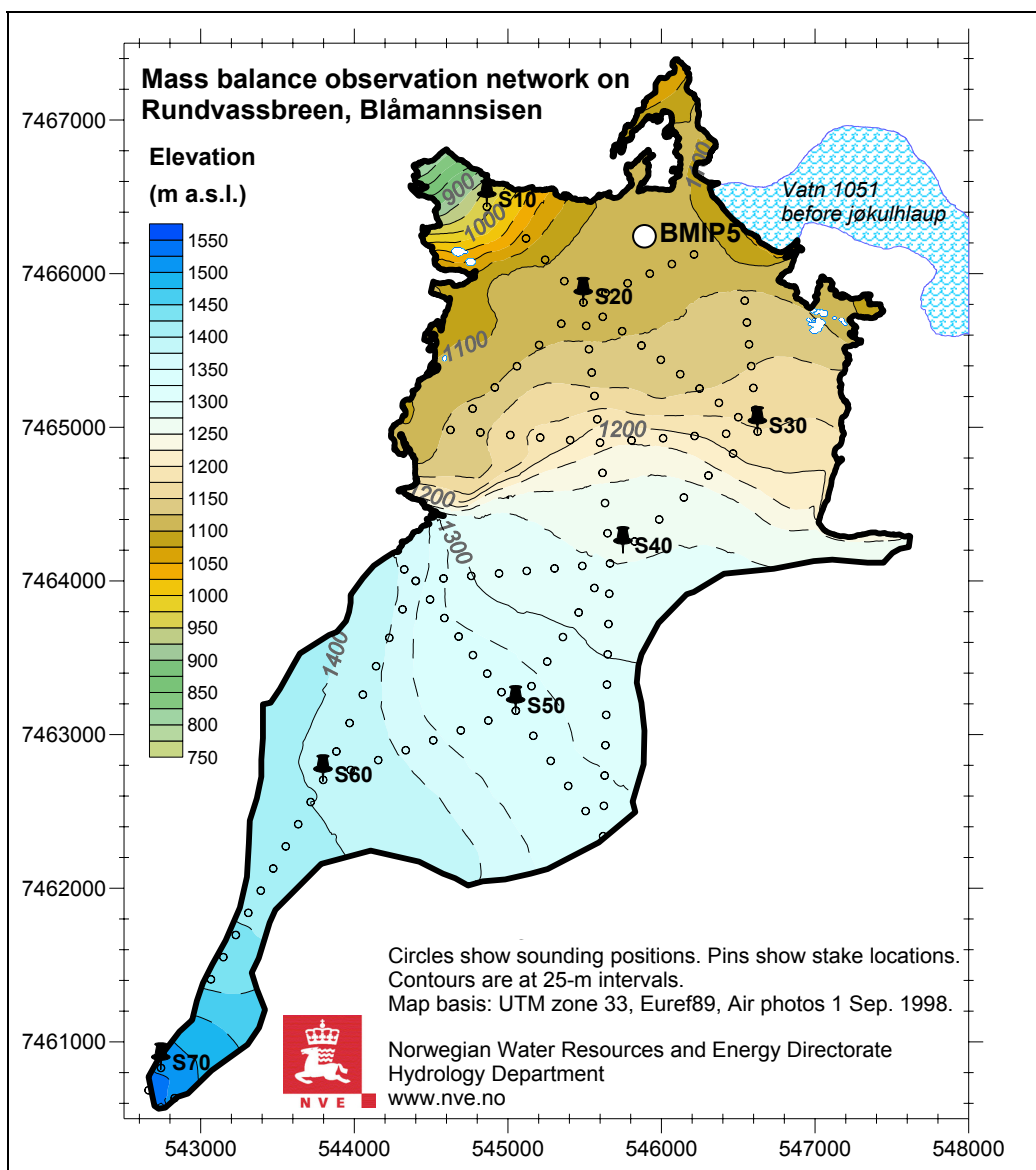 Mass balance observation network on
Rundvassbreen, Blåmannsisen
7467000
7466000
7465000
7464000
7463000
7462000
7461000
Elevation
(m a.s.l.)
1550
1500
1450
1400
1350
1300
1250
1200
1150
1100
1050
1000
950
900
850
800
750
Vatn 1051
before jøkulhlaup
1100
900
S10
1000
BMIP5
S20
1100
S30
1200
1200
S40
1300
1400
S50
S60
S70
Circles show sounding positions. Pins show stake locations.
Contours are at 25-m intervals.
Map basis: UTM zone 33, Euref89, Air photos 1 Sep. 1998.
Norwegian Water Resources and Energy Directorate
Hydrology Department
www.nve.no
N V E
543000
544000
545000
546000
547000
548000